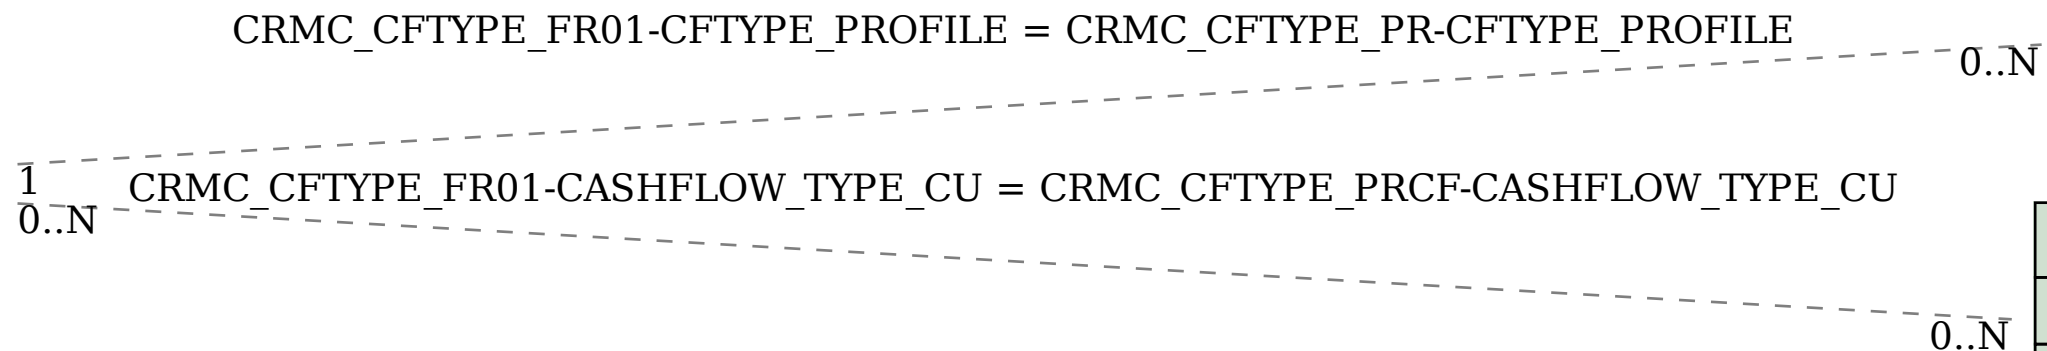 CRMC_CFTYPE_FR01-CFTYPE_PROFILE = CRMC_CFTYPE_PR-CFTYPE_PROFILE
0..N
1
CRMC_CFTYPE_FR01-CASHFLOW_TYPE_CU = CRMC_CFTYPE_PRCF-CASHFLOW_TYPE_CU
0..N
0..N